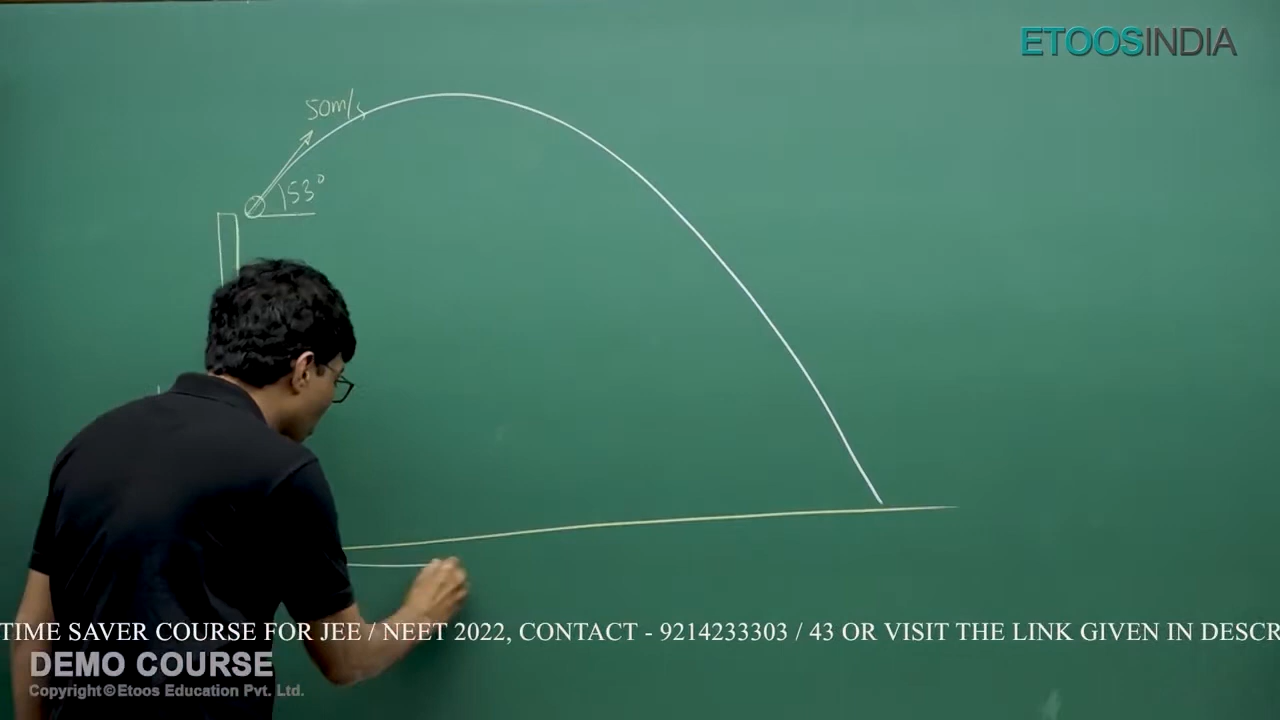 ETOOSINDIA
50m/s
53°
TIME SAVER COURSE FOR JEE / NEET 2022, CONTACT - 9214233303 / 43 OR VISIT THE LINK GIVEN IN DESCR
DEMO COURSE
Copyright © Etoos Education Pvt. Ltd.